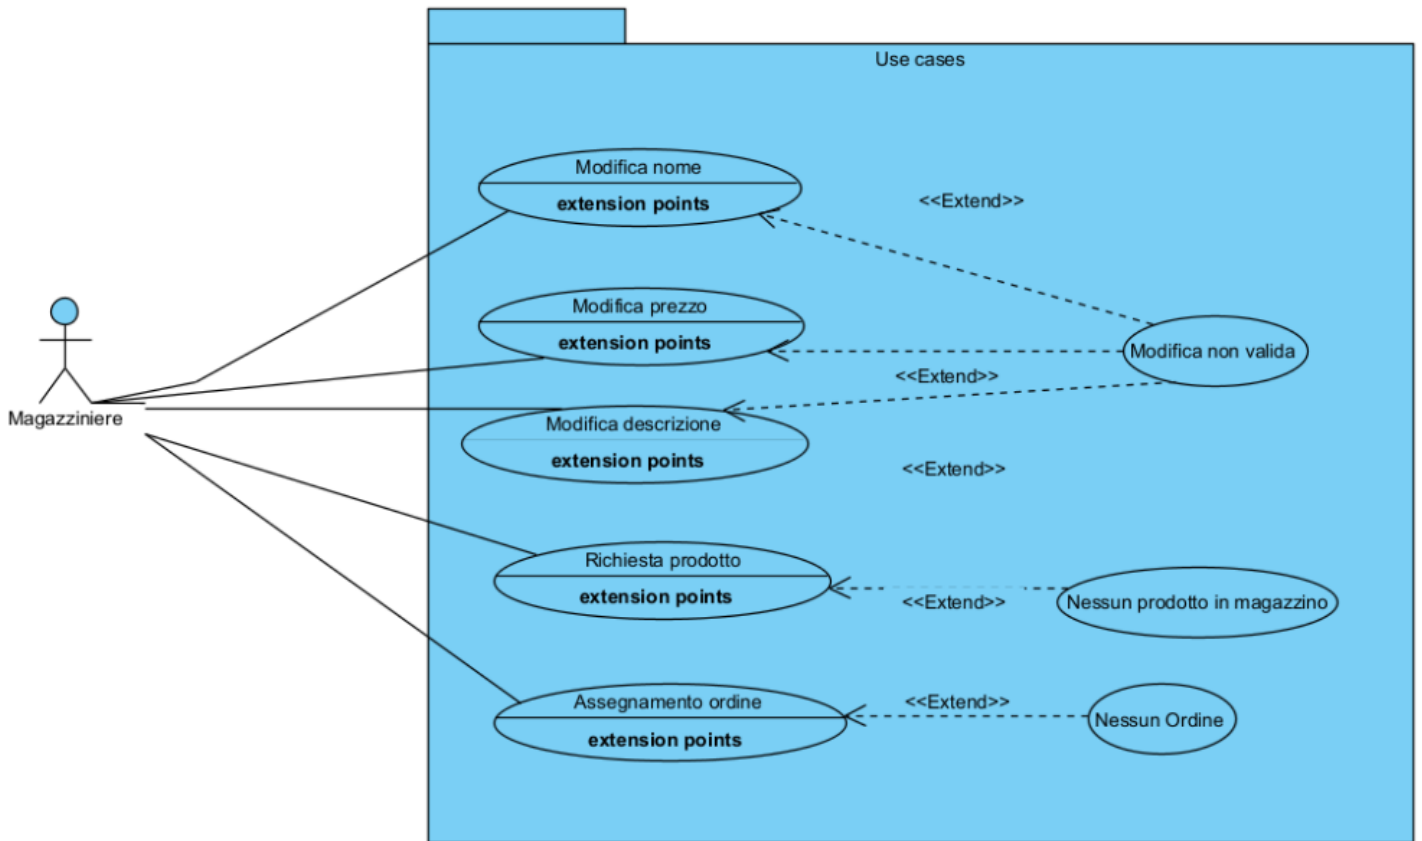 Use cases
Modifica nome
extension points
<<Extend>>
Modifica prezzo
extension points
Modifica non valida
<<Extend>>
Magazziniere
Modifica descrizione
extension points
<<Extend>>
Richiesta prodotto
extension points
<<Extend>>
Nessun prodotto in magazzino
Assegnamento ordine
extension points
<<Extend>>
Nessun Ordine